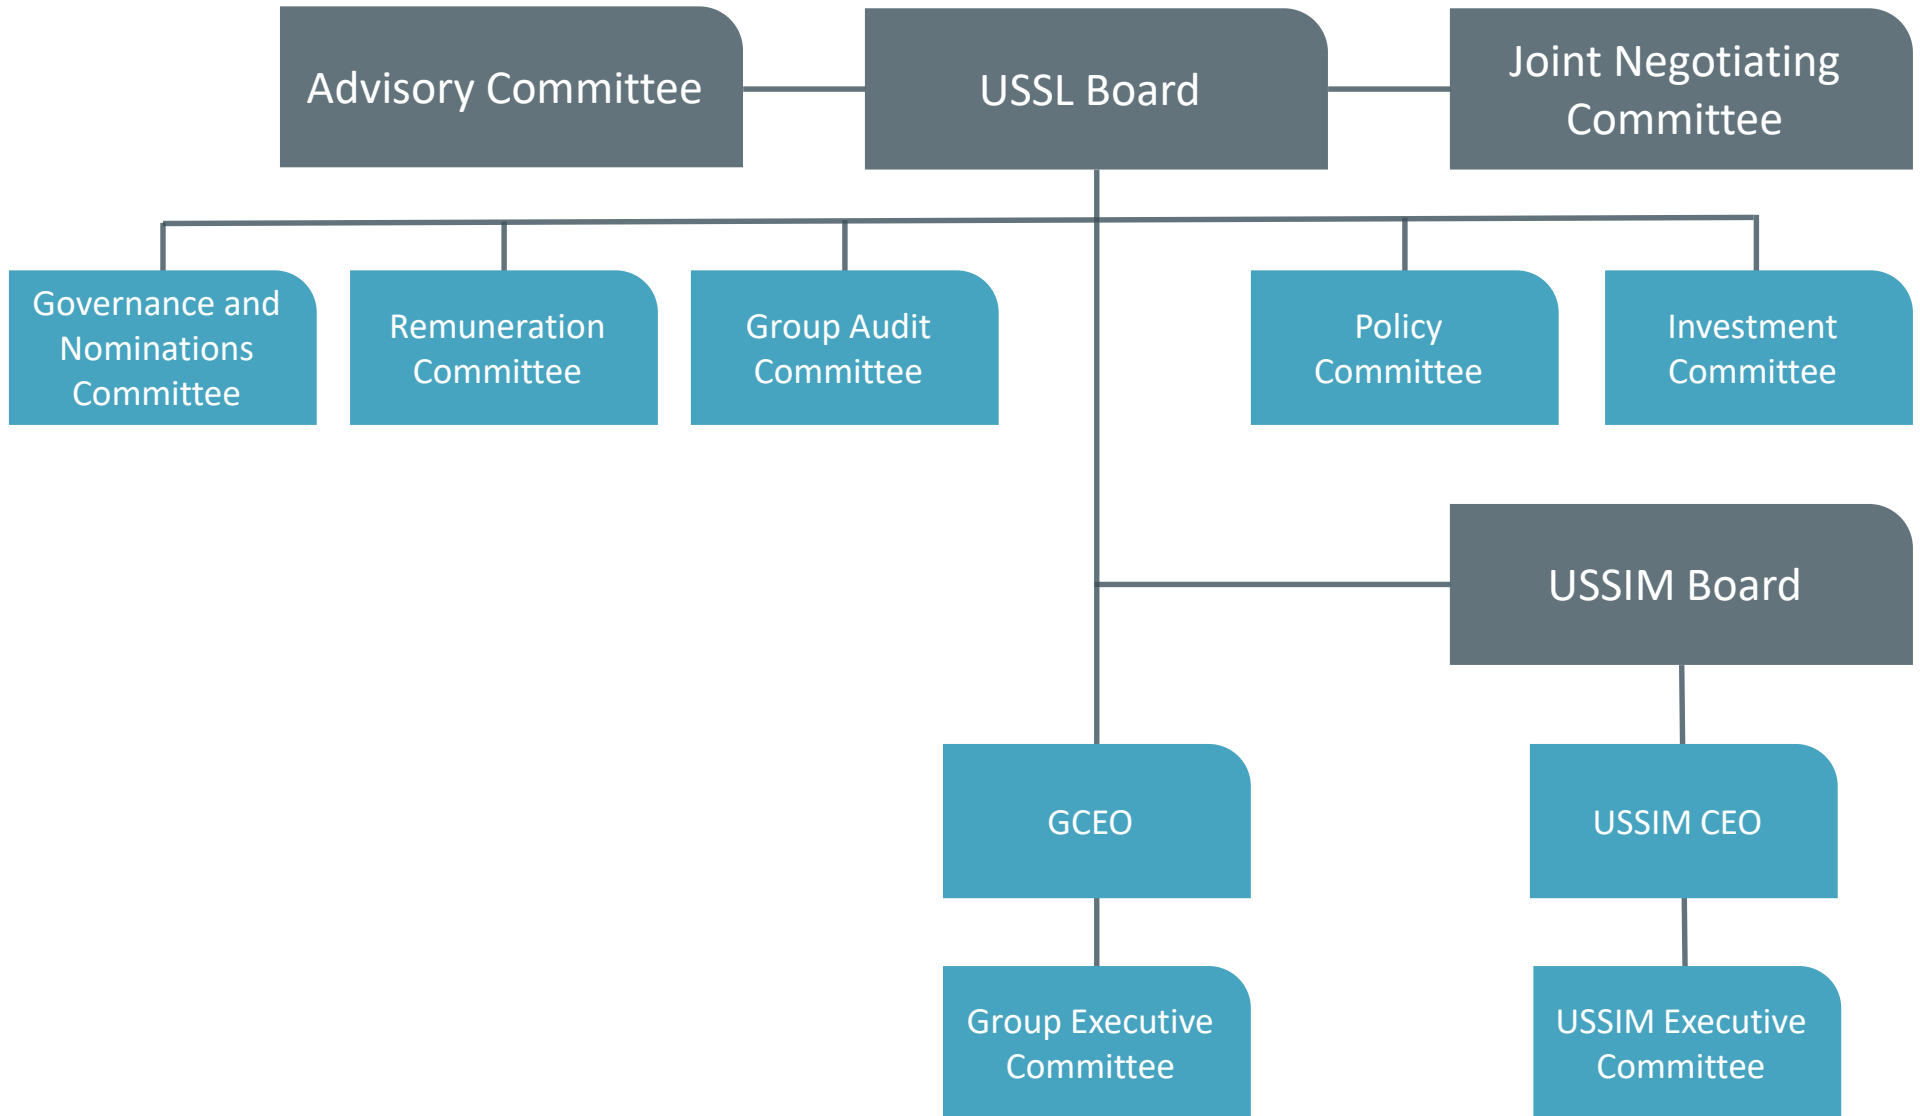 Advisory Committee
USSL Board
Joint Negotiating
Committee
Governance and
Nominations
Committee
Remuneration
Committee
Group Audit
Committee
Policy
Committee
Investment
Committee
USSIM Board
GCEO
USSIM CEO
Group Executive
Committee
USSIM Executive
Committee